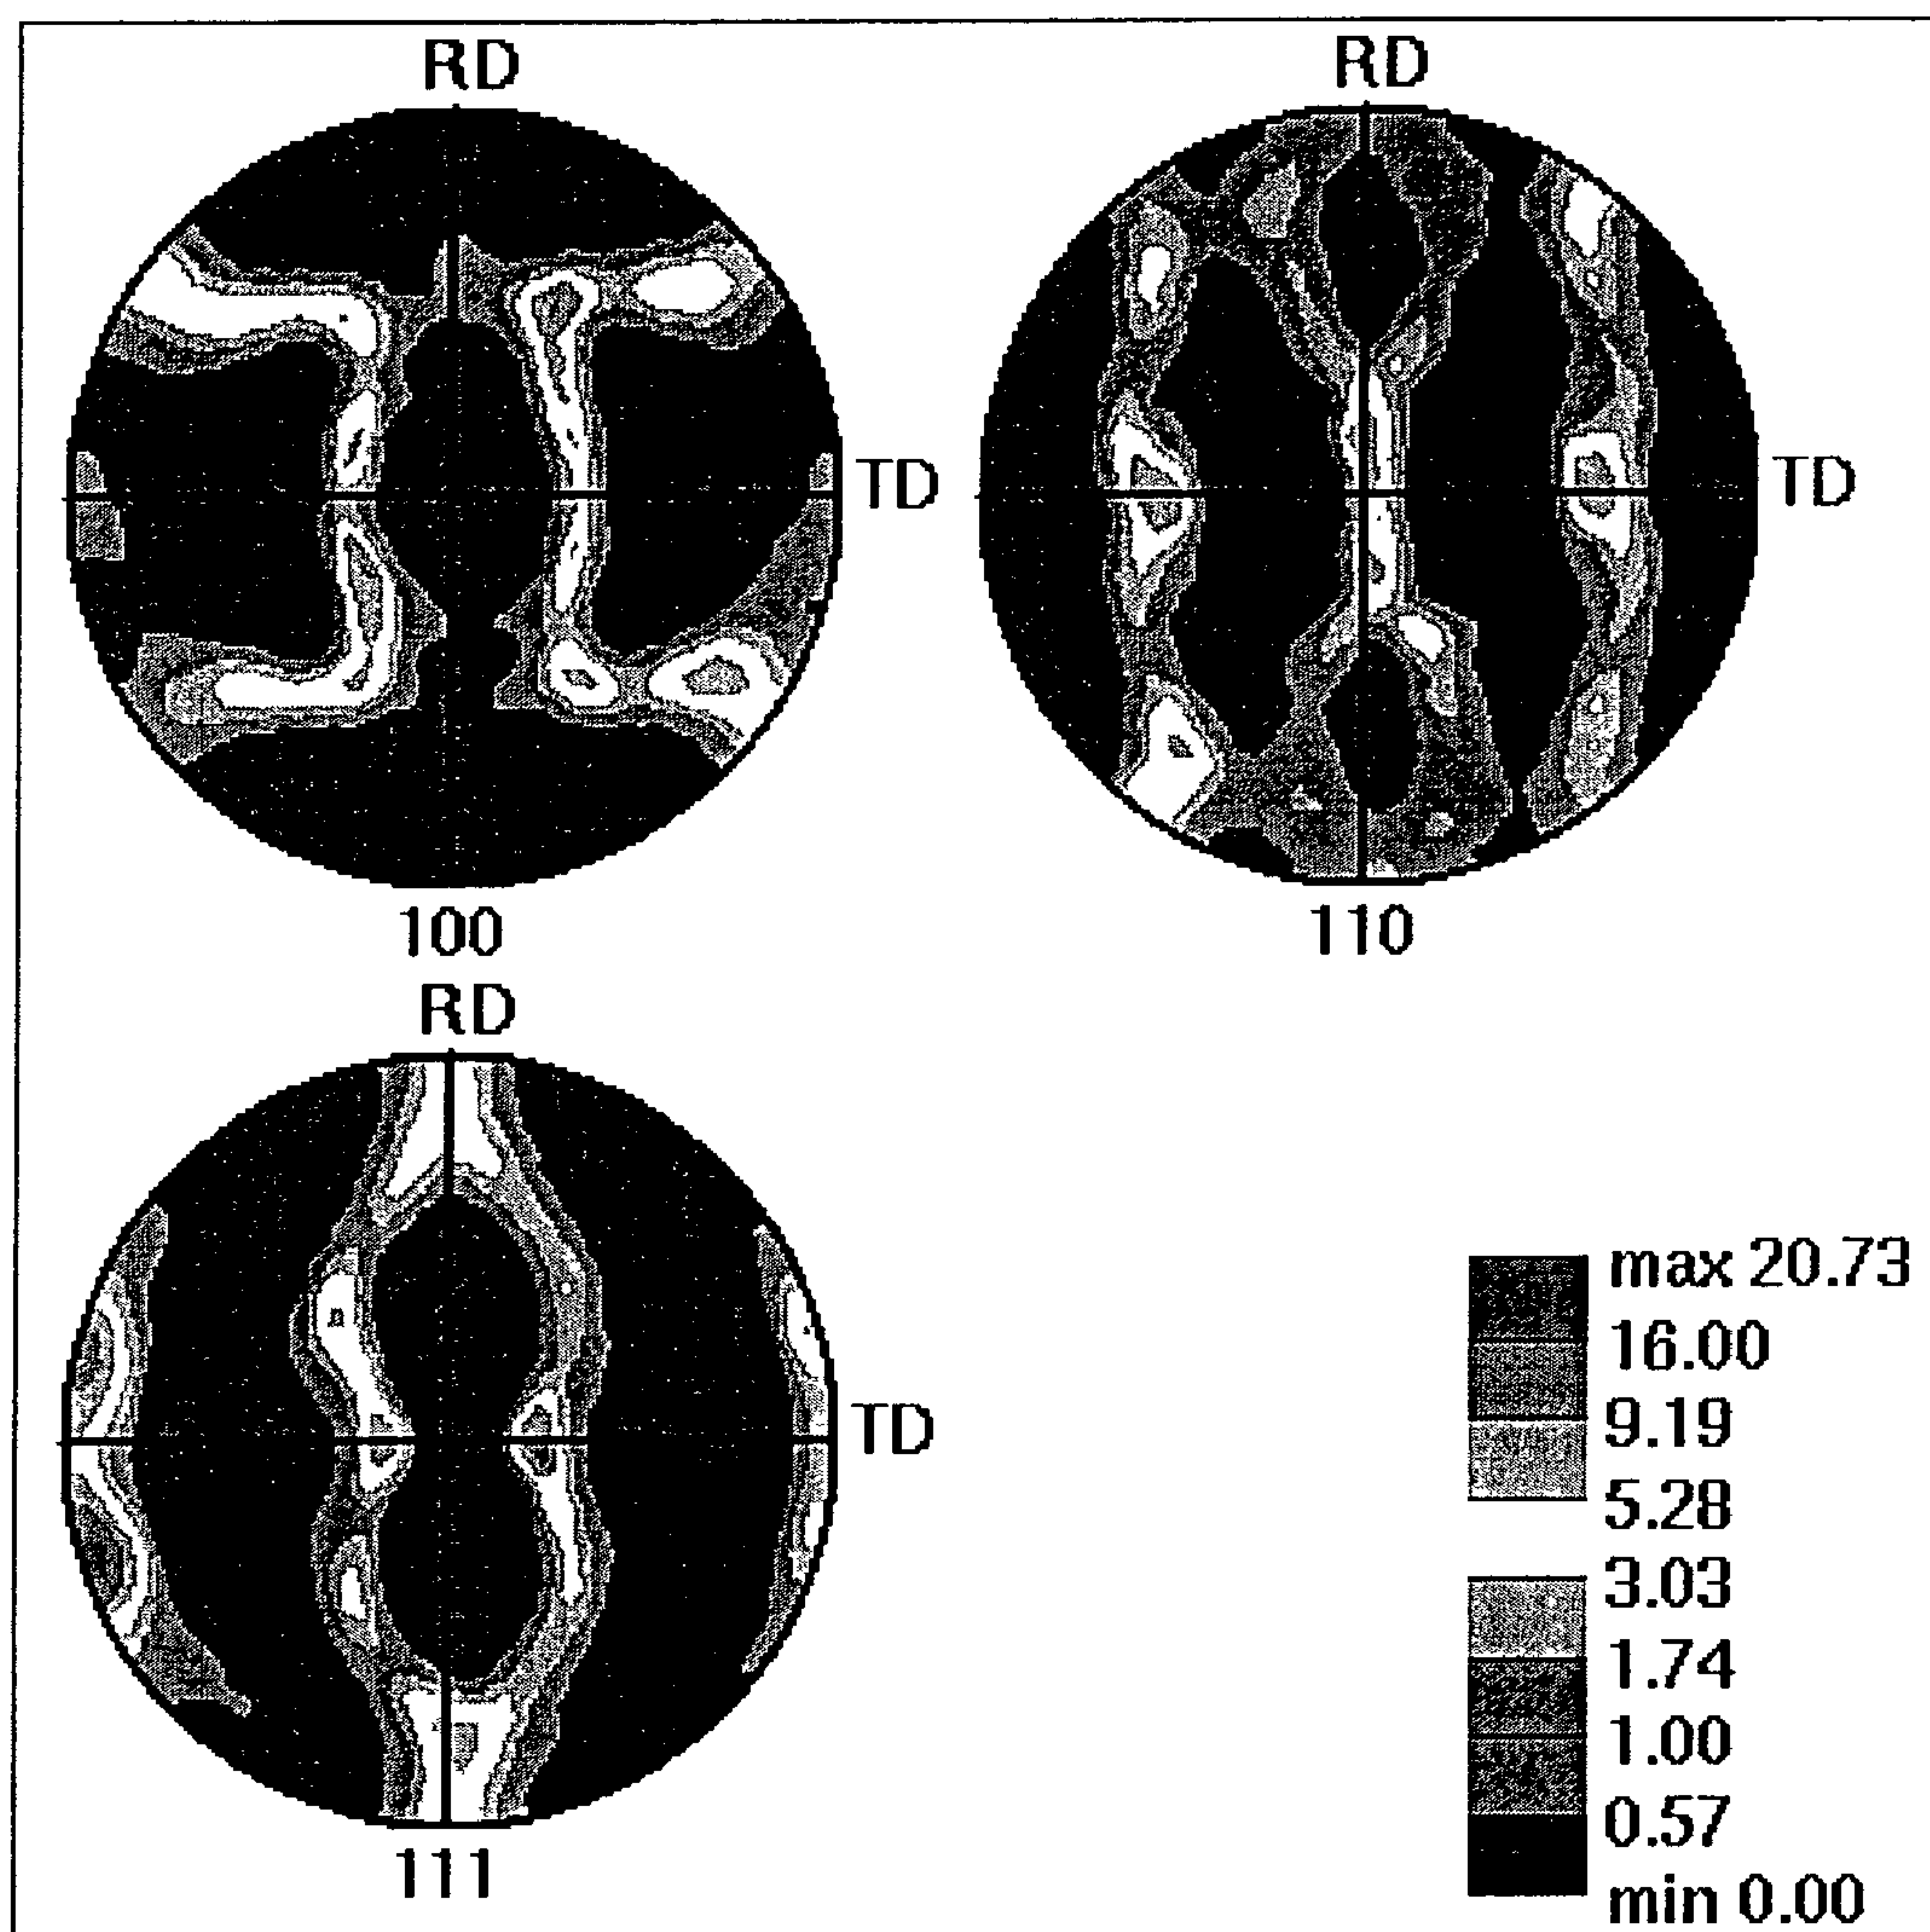 RD
RD
TD
TD
100
110
RD
TD
111
max 20.73
16.00
9.19
5.28
3.03
1.74
1.00
0.57
min 0.00